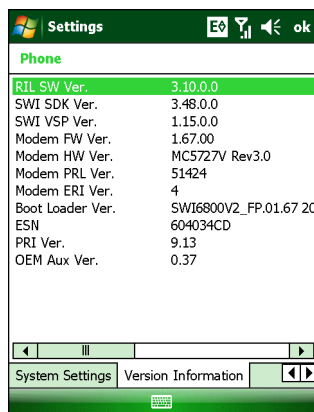 Settings
ok
Phone
RIL SW Ver. 3.10.0.0
SWI SDK Ver. 3.48.0.0
SWI VSP Ver. 1.15.0.0
Modem FW Ver. 1.67.00
Modem HW Ver. MC5727V Rev3.0
Modem PRL Ver. 51424
Modem ERI Ver. 4
Boot Loader Ver. SWI6800V2_FP.01.67 20
ESN 604034CD
PRI Ver. 9.13
OEM Aux Ver. 0.37
System Settings Version Information